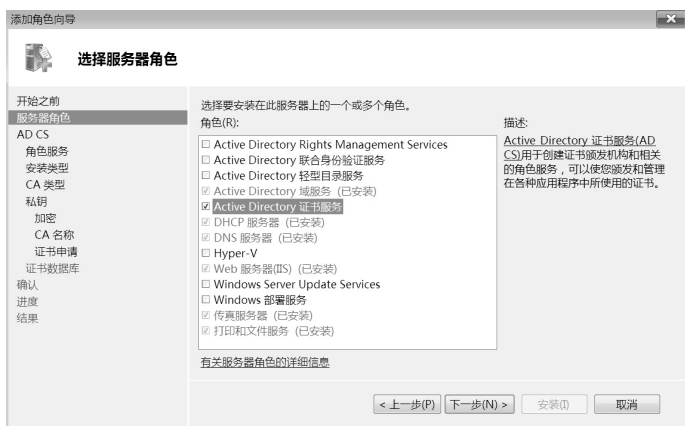 添加角色向导
选择服务器角色
开始之前
服务器角色
AD CS
角色服务
安装类型
CA 类型
私钥
加密
CA 名称
证书申请
证书数据库
确认
进度
结果
选择要安装在此服务器上的一个或多个角色。
角色(R):
Active Directory Rights Management Services
Active Directory 联合身份验证服务
Active Directory 轻型目录服务
Active Directory 域服务 (已安装)
Active Directory 证书服务
DHCP 服务器 (已安装)
DNS 服务器 (已安装)
Hyper-V
Web 服务器(IIS) (已安装)
Windows Server Update Services
Windows 部署服务
传真服务器 (已安装)
打印和文件服务 (已安装)
有关服务器角色的详细信息
描述:
Active Directory 证书服务(AD
CS)用于创建证书颁发机构和相关
的角色服务，可以使您颁发和管理
在各种应用程序中所使用的证书。
< 上一步(P) 下一步(N) > 安装(I) 取消